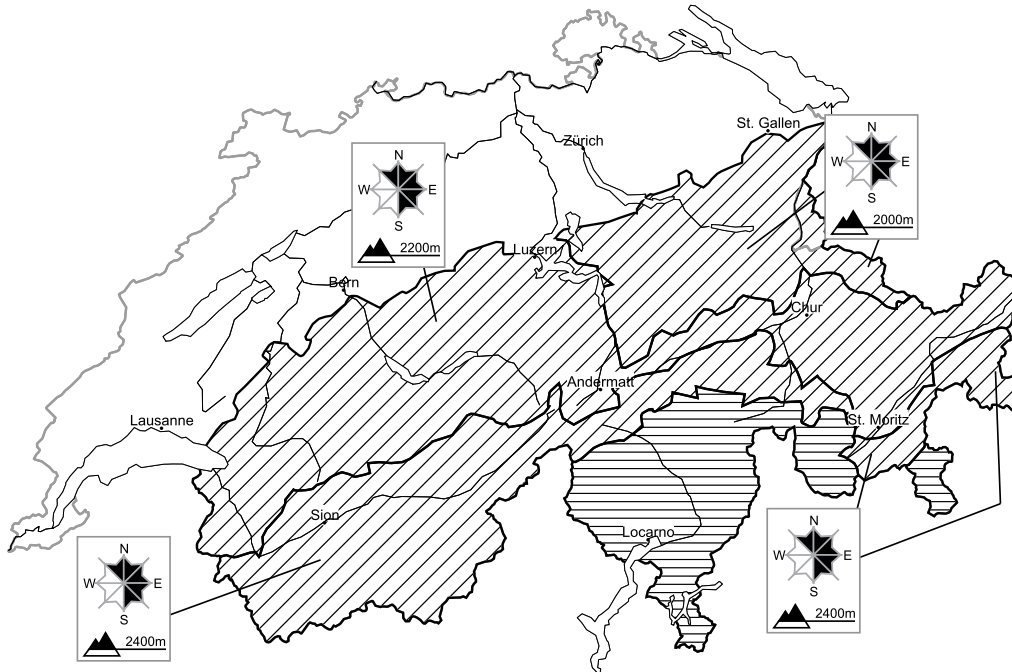 St. Gallen
Zürich
N
W E
S
2200m
N
W E
S
2000m
Luzern
Bern
Chur
Andermatt
Lausanne
St. Moritz
Sion
Locarno
N
W E
S
2400m
N
W E
S
2400m